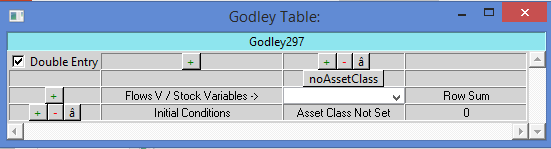 Godley Table:
Godley297
Double Entry + + - â
noAssetClass
+ Flows V / Stock Variables -> Row Sum
+ - â Initial Conditions Asset Class Not Set 0